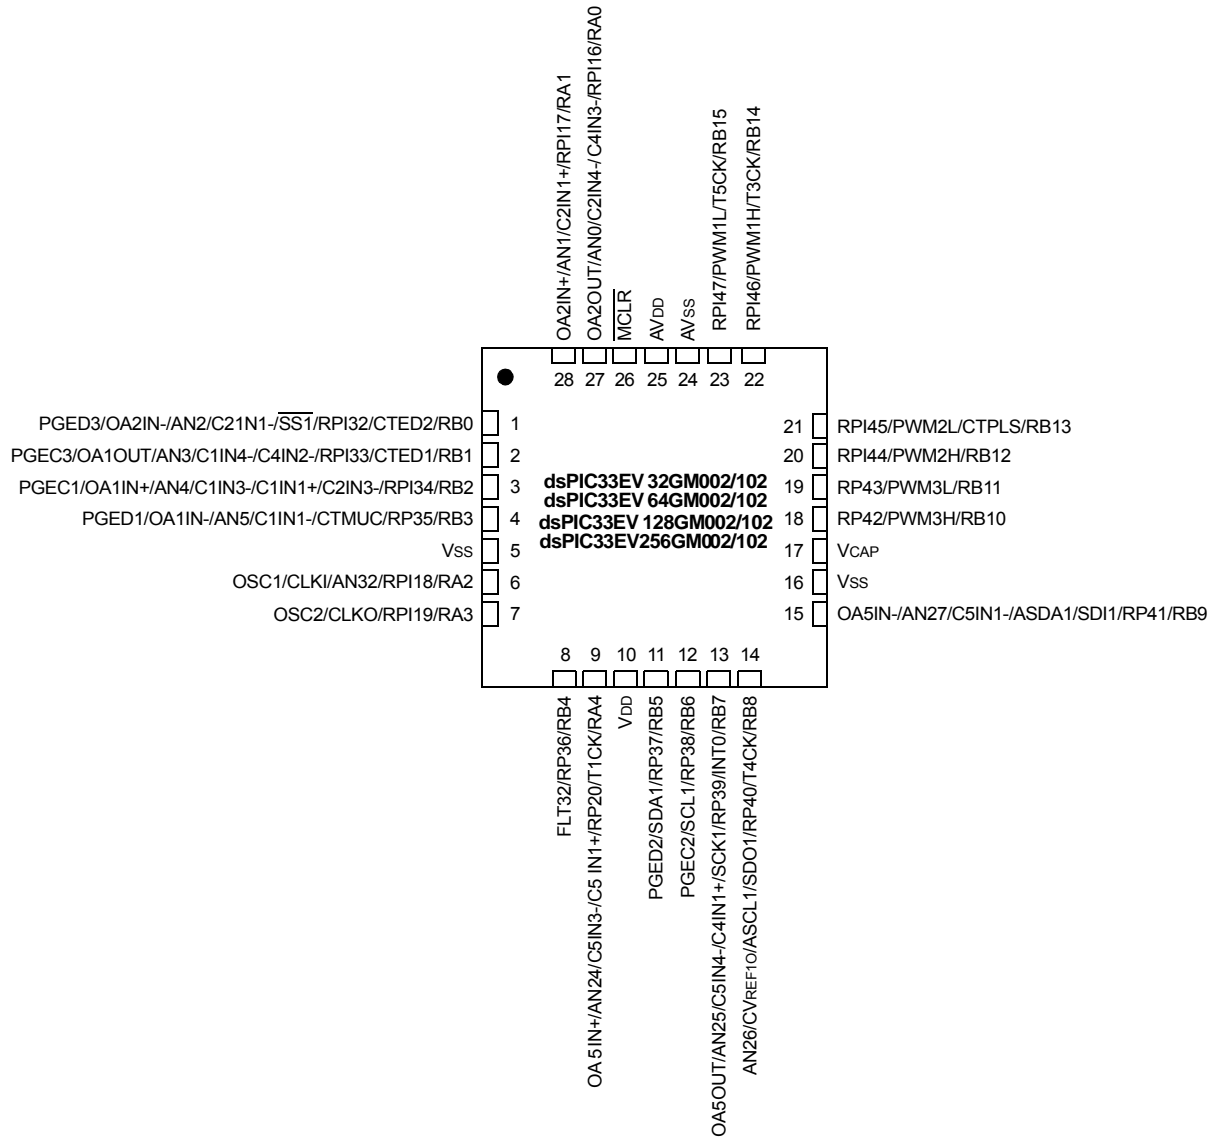 OA2IN+/AN1/C2IN1+/RPI17/RA1
OA2OUT/AN0/C2IN4-/C4IN3-/RPI16/RA0
MCLR
AVDD
AVSS
RPI47/PWM1L/T5CK/RB15
RPI46/PWM1H/T3CK/RB14
28 27 26 25 24 23 22
PGED3/OA2IN-/AN2/C21N1-/SS1/RPI32/CTED2/RB0 1
PGEC3/OA1OUT/AN3/C1IN4-/C4IN2-/RPI33/CTED1/RB1 2
PGEC1/OA1IN+/AN4/C1IN3-/C1IN1+/C2IN3-/RPI34/RB2 3
PGED1/OA1IN-/AN5/C1IN1-/CTMUC/RP35/RB3 4
VSS 5
OSC1/CLKI/AN32/RPI18/RA2 6
OSC2/CLKO/RPI19/RA3 7
dsPIC33EV 32GM002/102
dsPIC33EV 64GM002/102
dsPIC33EV 128GM002/102
dsPIC33EV256GM002/102
21 RPI45/PWM2L/CTPLS/RB13
20 RPI44/PWM2H/RB12
19 RP43/PWM3L/RB11
18 RP42/PWM3H/RB10
17 VCAP
16 VSS
15 OA5IN-/AN27/C5IN1-/ASDA1/SDI1/RP41/RB9
8 9 10 11 12 13 14
FLT32/RP36/RB4
OA5IN+/AN24/C5IN3-/C5 IN1+/RP20/T1CK/RA4
VDD
PGED2/SDA1/RP37/RB5
PGEC2/SCL1/RP38/RB6
OA5OUT/AN25/C5IN4-/C4IN1+/SCK1/RP39/INT0/RB7
AN26/CVREF1O/ASCL1/SDO1/RP40/T4CK/RB8